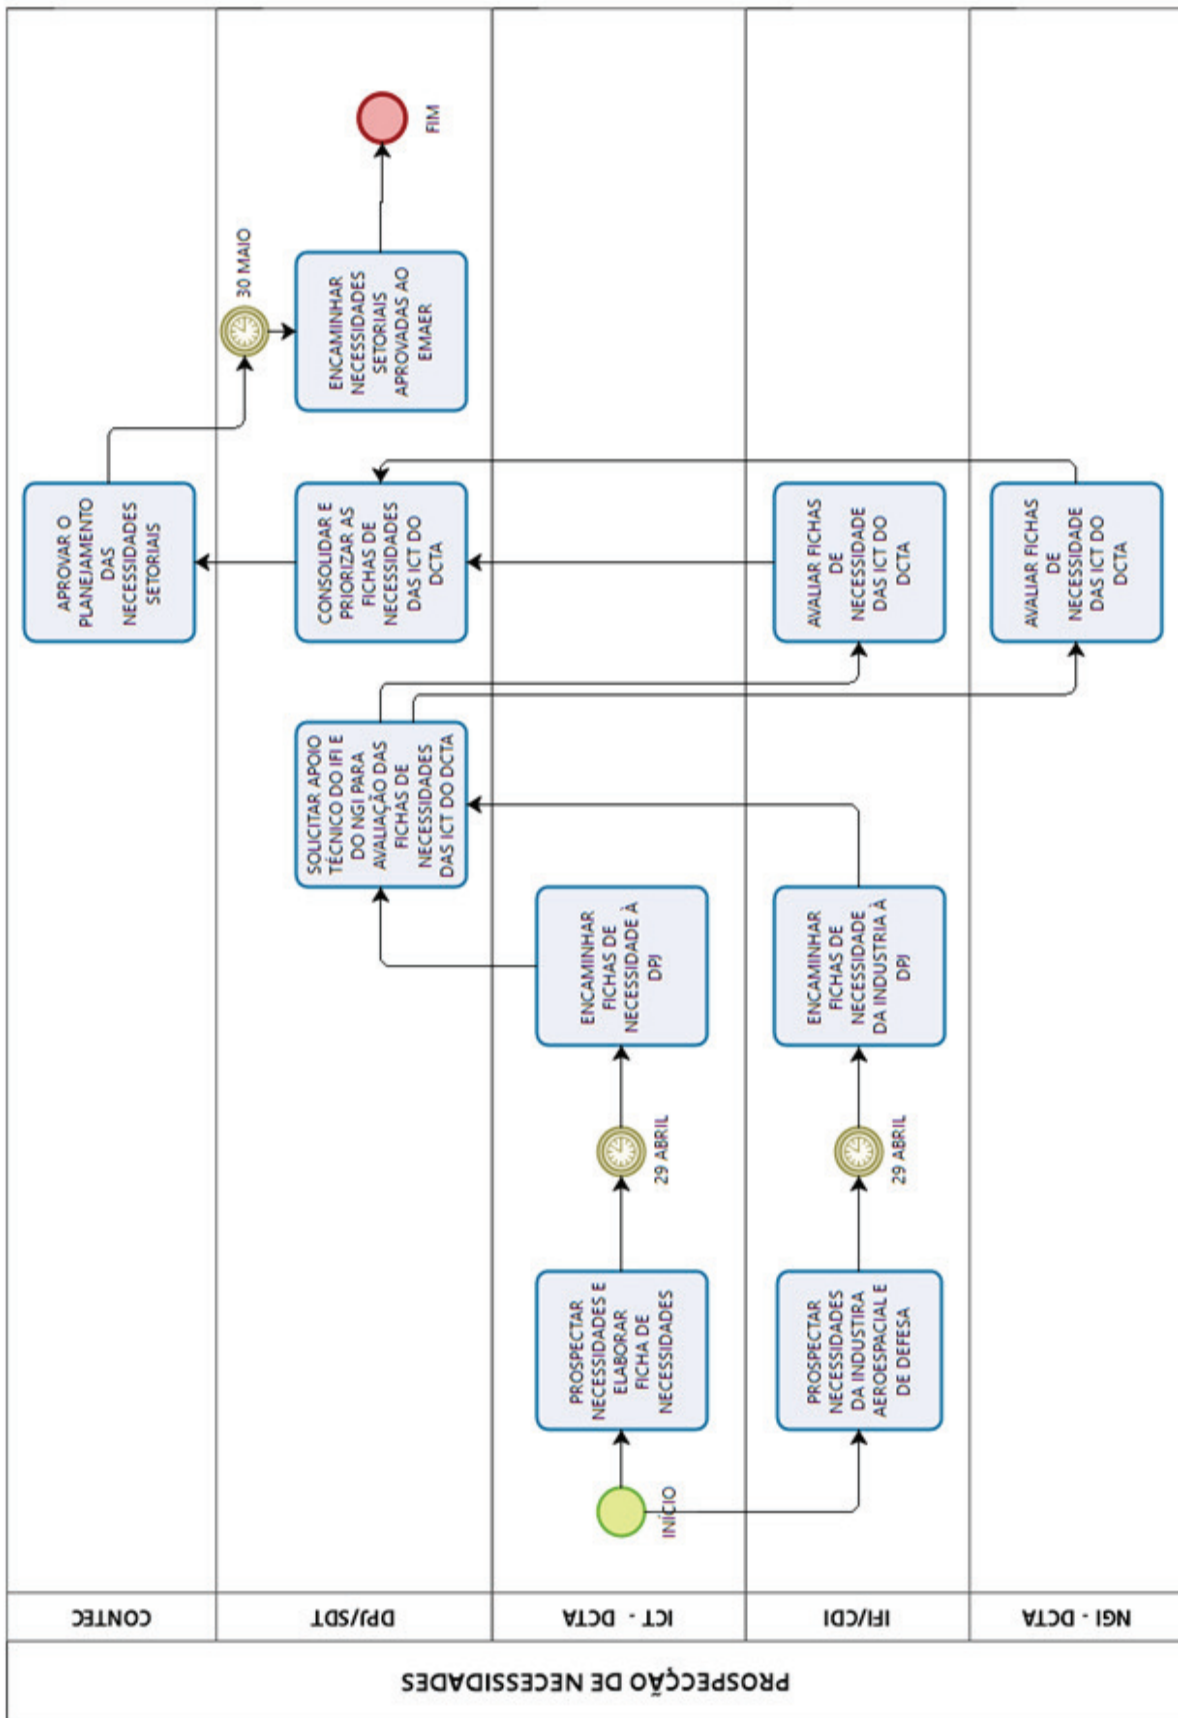 PROSPECÇÃO DE NECESSIDADES
CONTEC
APROVAR O
PLANEJAMENTO
DAS
NECESSIDADES
SETORIAIS
DPJ/SDT
SOLICITAR APOIO
TÉCNICO DO IFI E
DO NGI PARA
AVALIAÇÃO DAS
FICHAS DE
NECESSIDADES
DAS ICT DO DCTA
CONSOLIDAR E
PRIORIZAR AS
FICHAS DE
NECESSIDADES
DAS ICT DO
DCTA
30 MAIO
ENCAMINHAR
NECESSIDADES
SETORIAIS
APROVADAS AO
EMAER
FIM
ICT - DCTA
INÍCIO
PROSPECTAR
NECESSIDADES E
ELABORAR
FICHA DE
NECESSIDADES
29 ABRIL
ENCAMINHAR
FICHAS DE
NECESSIDADE À
DPJ
IFI/CDI
PROSPECTAR
NECESSIDADES
DA INDUSTIRA
AEROESPACIAL E
DE DEFESA
29 ABRIL
ENCAMINHAR
FICHAS DE
NECESSIDADE
DA INDUSTRIA À
DPJ
AVALIAR FICHAS
DE
NECESSIDADE
DAS ICT DO
DCTA
NGI - DCTA
AVALIAR FICHAS
DE
NECESSIDADE
DAS ICT DO
DCTA